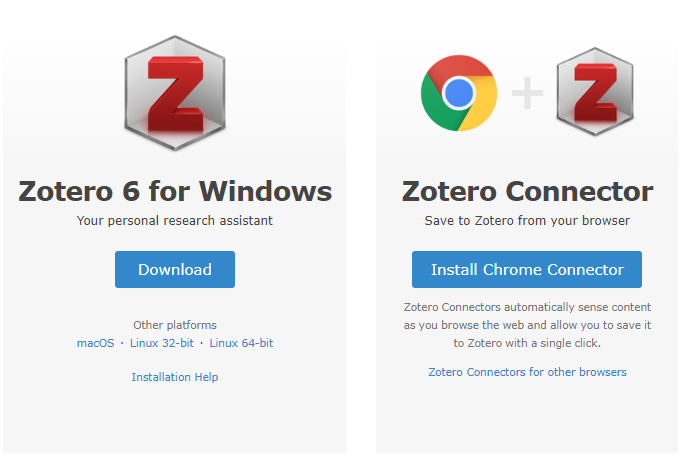 Zotero 6 for Windows
Your personal research assistant
Download
Other platforms
macOS · Linux 32-bit · Linux 64-bit
Installation Help
Zotero Connector
Save to Zotero from your browser
Install Chrome Connector
Zotero Connectors automatically sense content
as you browse the web and allow you to save it
to Zotero with a single click.
Zotero Connectors for other browsers